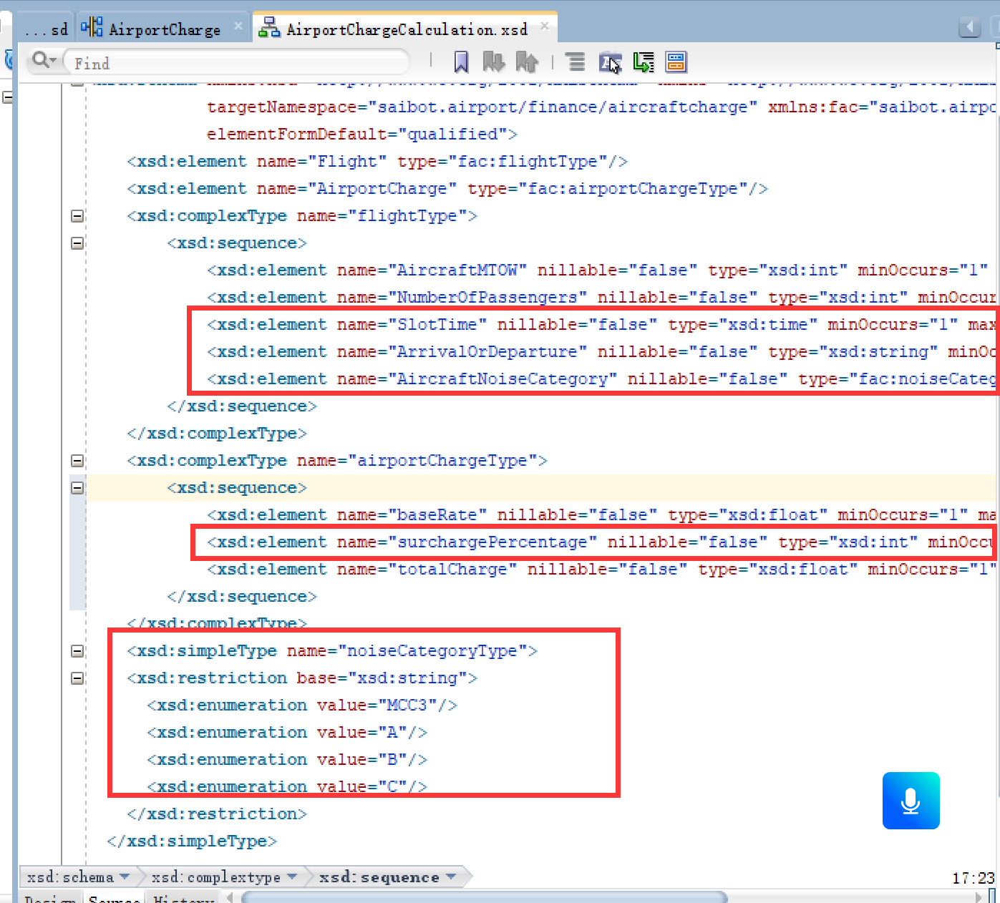 ...sd AirportCharge AirportChargeCalculation.xsd
Find
targetNamespace="saibot.airport/finance/aircraftcharge" xmlns:fac="saibot.airpo
elementFormDefault="qualified">
<xsd:element name="Flight" type="fac:flightType"/>
<xsd:element name="AirportCharge" type="fac:airportChargeType"/>
<xsd:complexType name="flightType">
<xsd:sequence>
<xsd:element name="AircraftMTOW" nillable="false" type="xsd:int" minOccurs="1"
<xsd:element name="NumberOfPassengers" nillable="false" type="xsd:int" minOccur
<xsd:element name="SlotTime" nillable="false" type="xsd:time" minOccurs="1" max
<xsd:element name="ArrivalOrDeparture" nillable="false" type="xsd:string" minOc
<xsd:element name="AircraftNoiseCategory" nillable="false" type="fac:noiseCateg
</xsd:sequence>
</xsd:complexType>
<xsd:complexType name="airportChargeType">
<xsd:sequence>
<xsd:element name="baseRate" nillable="false" type="xsd:float" minOccurs="1" ma
<xsd:element name="surchargePercentage" nillable="false" type="xsd:int" minOccu
<xsd:element name="totalCharge" nillable="false" type="xsd:float" minOccurs="1"
</xsd:sequence>
</xsd:complexType>
<xsd:simpleType name="noiseCategoryType">
<xsd:restriction base="xsd:string">
<xsd:enumeration value="MCC3"/>
<xsd:enumeration value="A"/>
<xsd:enumeration value="B"/>
<xsd:enumeration value="C"/>
</xsd:restriction>
</xsd:simpleType>
xsd:schema xsd:complextype xsd:sequence 17:23
Design Source History